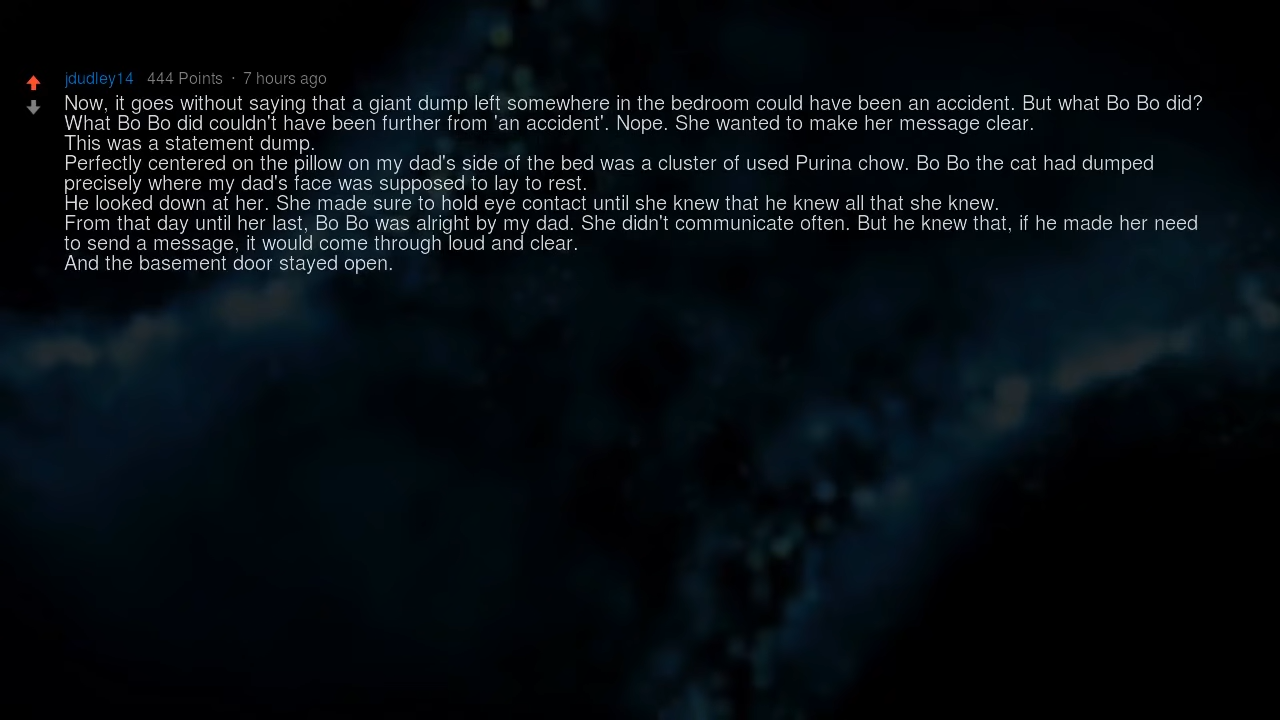 jdudley14 444 Points · 7 hours ago
Now, it goes without saying that a giant dump left somewhere in the bedroom could have been an accident. But what Bo Bo did?
What Bo Bo did couldn't have been further from 'an accident'. Nope. She wanted to make her message clear.
This was a statement dump.
Perfectly centered on the pillow on my dad's side of the bed was a cluster of used Purina chow. Bo Bo the cat had dumped
precisely where my dad's face was supposed to lay to rest.
He looked down at her. She made sure to hold eye contact until she knew that he knew all that she knew.
From that day until her last, Bo Bo was alright by my dad. She didn't communicate often. But he knew that, if he made her need
to send a message, it would come through loud and clear.
And the basement door stayed open.